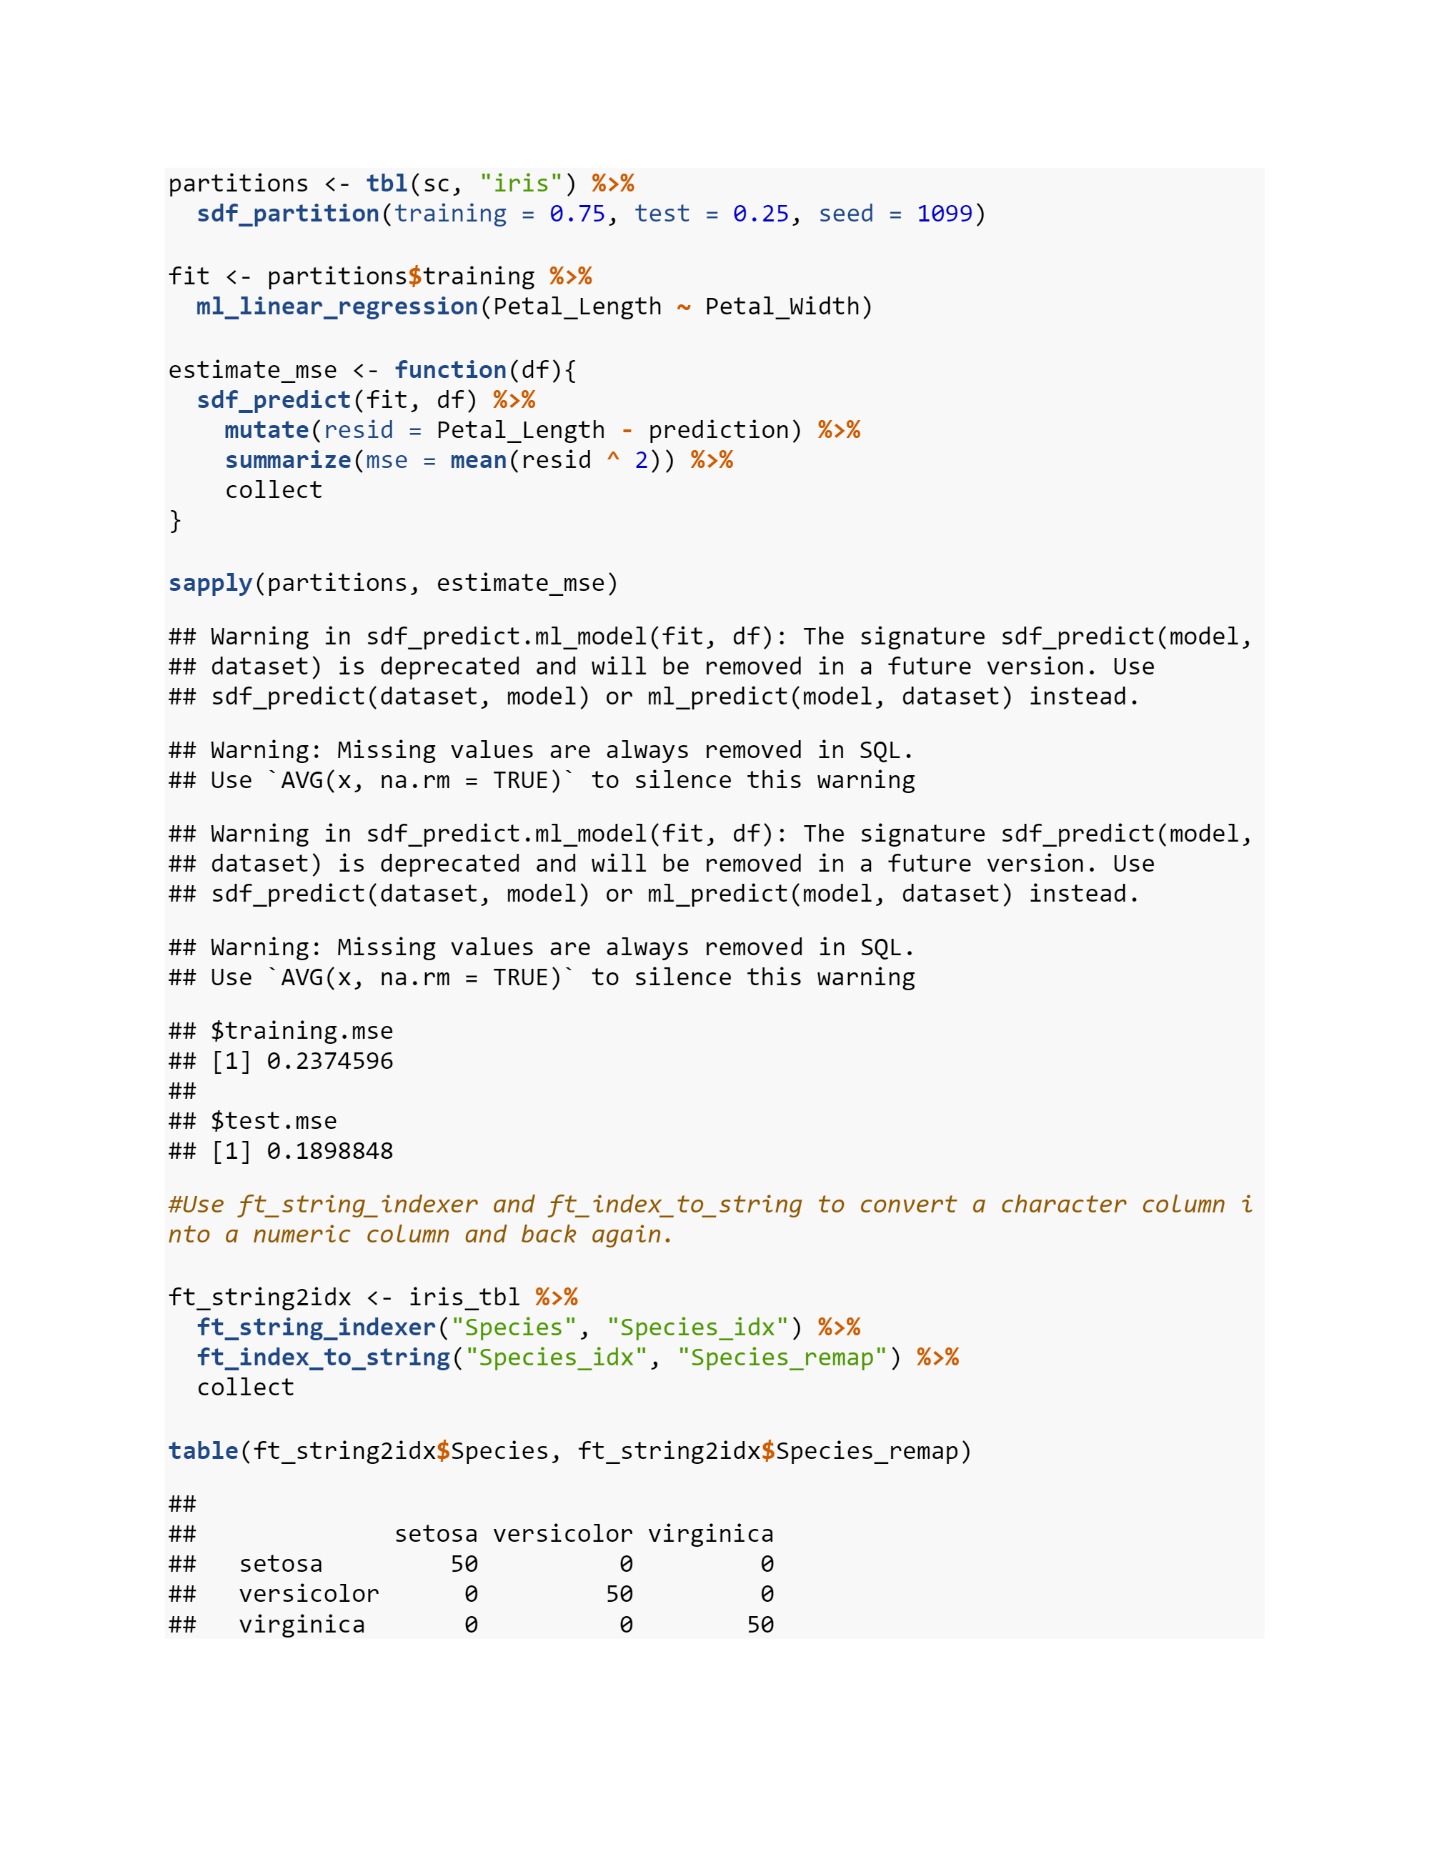 partitions <- tbl(sc, "iris") %>%
  sdf_partition(training = 0.75, test = 0.25, seed = 1099)

fit <- partitions$training %>%
  ml_linear_regression(Petal_Length ~ Petal_Width)

estimate_mse <- function(df){
  sdf_predict(fit, df) %>%
    mutate(resid = Petal_Length - prediction) %>%
    summarize(mse = mean(resid ^ 2)) %>%
    collect
}

sapply(partitions, estimate_mse)

## Warning in sdf_predict.ml_model(fit, df): The signature sdf_predict(model,
## dataset) is deprecated and will be removed in a future version. Use
## sdf_predict(dataset, model) or ml_predict(model, dataset) instead.

## Warning: Missing values are always removed in SQL.
## Use `AVG(x, na.rm = TRUE)` to silence this warning

## Warning in sdf_predict.ml_model(fit, df): The signature sdf_predict(model,
## dataset) is deprecated and will be removed in a future version. Use
## sdf_predict(dataset, model) or ml_predict(model, dataset) instead.

## Warning: Missing values are always removed in SQL.
## Use `AVG(x, na.rm = TRUE)` to silence this warning

## $training.mse
## [1] 0.2374596
##
## $test.mse
## [1] 0.1898848

#Use ft_string_indexer and ft_index_to_string to convert a character column i
nto a numeric column and back again.

ft_string2idx <- iris_tbl %>%
  ft_string_indexer("Species", "Species_idx") %>%
  ft_index_to_string("Species_idx", "Species_remap") %>%
  collect

table(ft_string2idx$Species, ft_string2idx$Species_remap)

##
##              setosa versicolor virginica
##   setosa         50          0         0
##   versicolor      0         50         0
##   virginica       0          0        50